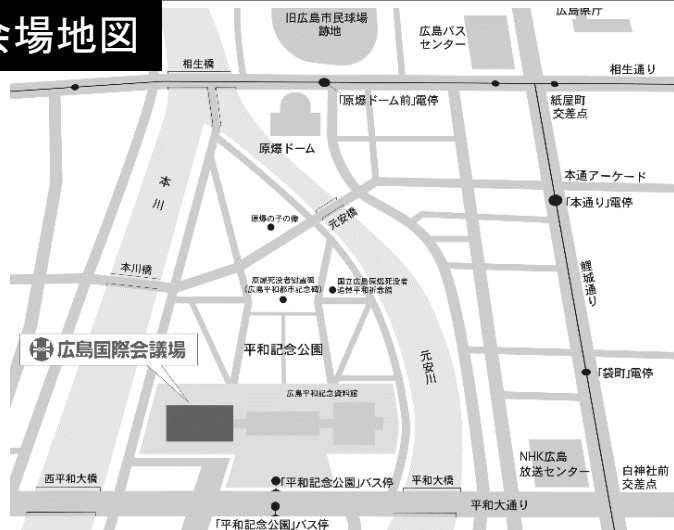 会場地図
旧広島市民球場
跡地
広島バス
センター
広島県庁
相生橋
相生通り
「原爆ドーム前」電停
紙屋町
交差点
原爆ドーム
本川
本通アーケード
「本通り」電停
原爆の子の像
元安橋
本川橋
原爆死没者慰霊碑
(広島平和都市記念碑)
国立広島原爆死没者
追悼平和祈念館
鯉城通り
広島国際会議場
平和記念公園
元安川
「袋町」電停
広島平和記念資料館
NHK広島
放送センター
白神社前
交差点
西平和大橋
「平和記念公園」バス停
平和大橋
平和大通り
「平和記念公園」バス停